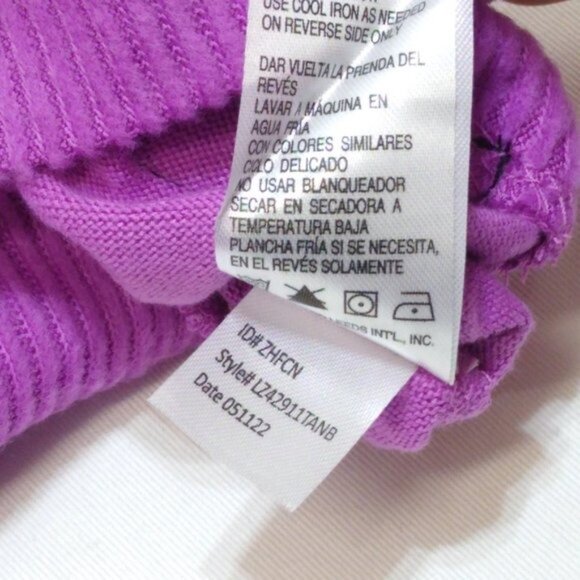 USE COOL IRON AS NEEDED
ON REVERSE SIDE ONLY
DAR VUELTA LA PRENDA DEL
REVÉS
LAVAR A MÁQUINA EN
AGUA FRÍA
CON COLORES SIMILARES
CICLO DELICADO
NO USAR BLANQUEADOR
SECAR EN SECADORA A
TEMPERATURA BAJA
PLANCHA FRÍA SI SE NECESITA,
EN EL REVÉS SOLAMENTE
INT'L, INC.
ID# ZHFCN
Style# LZ42911TANB
Date 051122